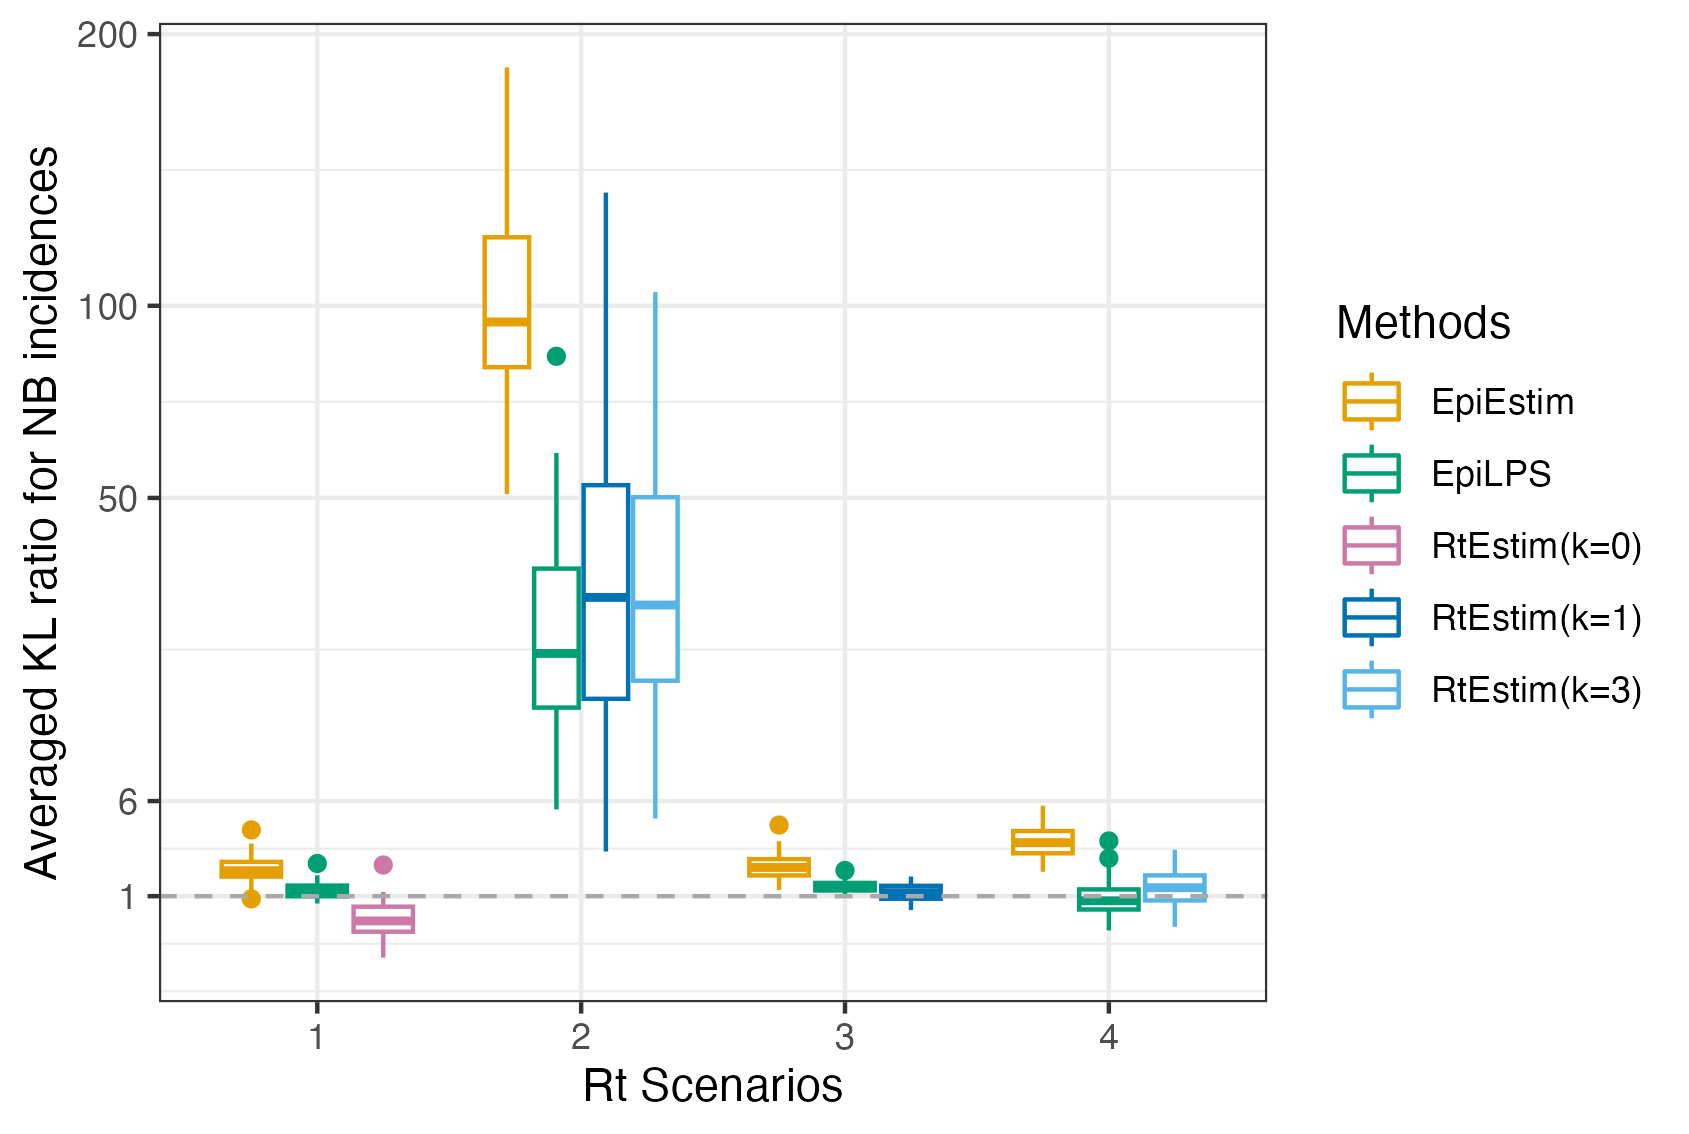 Averaged KL ratio for NB incidences
200
100
50
6
1
1
2
3
4
Rt Scenarios
Methods
EpiEstim
EpiLPS
RtEstim(k=0)
RtEstim(k=1)
RtEstim(k=3)